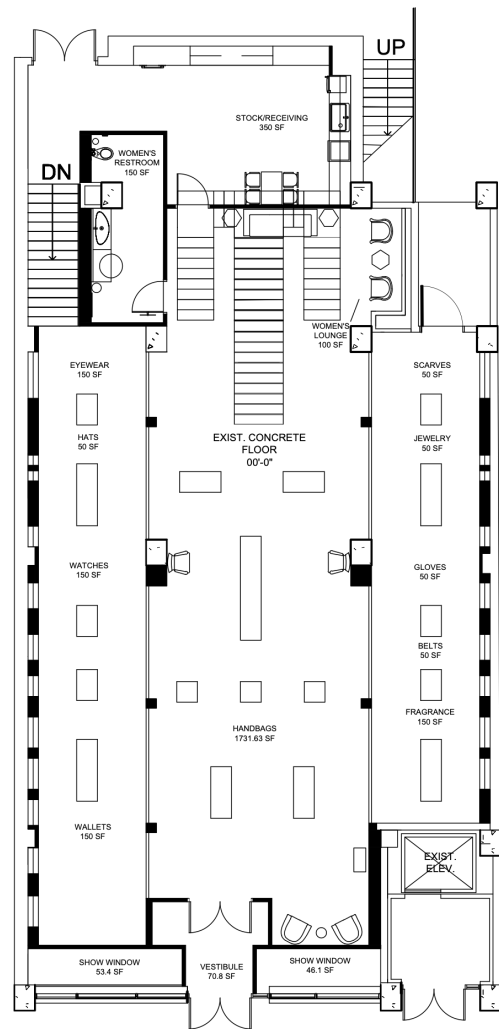 UP
STOCK/RECEIVING
350 SF
WOMEN'S
RESTROOM
150 SF
DN
WOMEN'S
LOUNGE
100 SF
EYEWEAR
150 SF
SCARVES
50 SF
HATS
50 SF
EXIST. CONCRETE
FLOOR
00'-0"
JEWELRY
50 SF
WATCHES
150 SF
GLOVES
50 SF
BELTS
50 SF
HANDBAGS
1731.63 SF
FRAGRANCE
150 SF
WALLETS
150 SF
EXIST.
ELEV.
SHOW WINDOW
53.4 SF
VESTIBULE
70.8 SF
SHOW WINDOW
46.1 SF